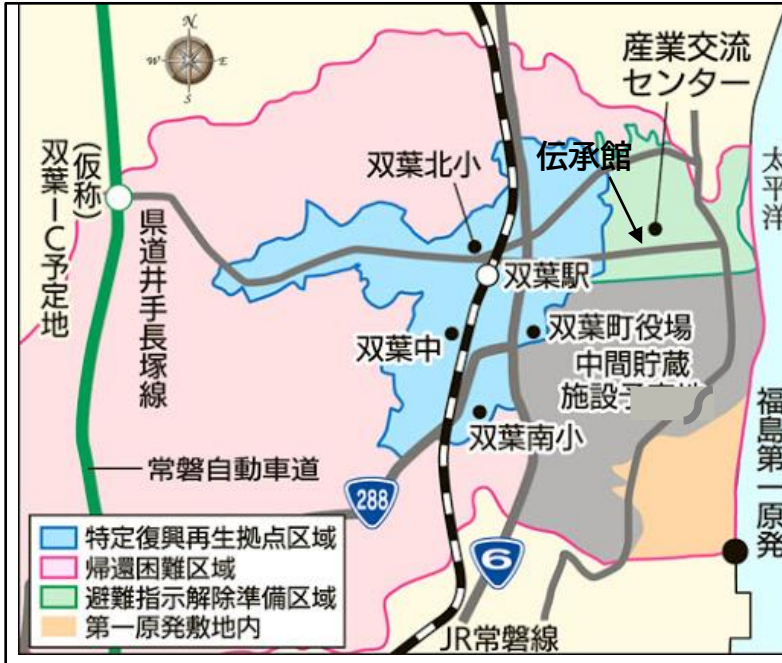 N
W
E
S
産業交流
センター
伝承館
太平洋
双葉北小
(仮称)
双葉IC予定地
県道井手長塚線
双葉駅
双葉中
双葉町役場
中間貯蔵
施設
双葉南小
福島第一原発
常磐自動車道
288
6
特定復興再生拠点区域
帰還困難区域
避難指示解除準備区域
第一原発敷地内
JR常磐線